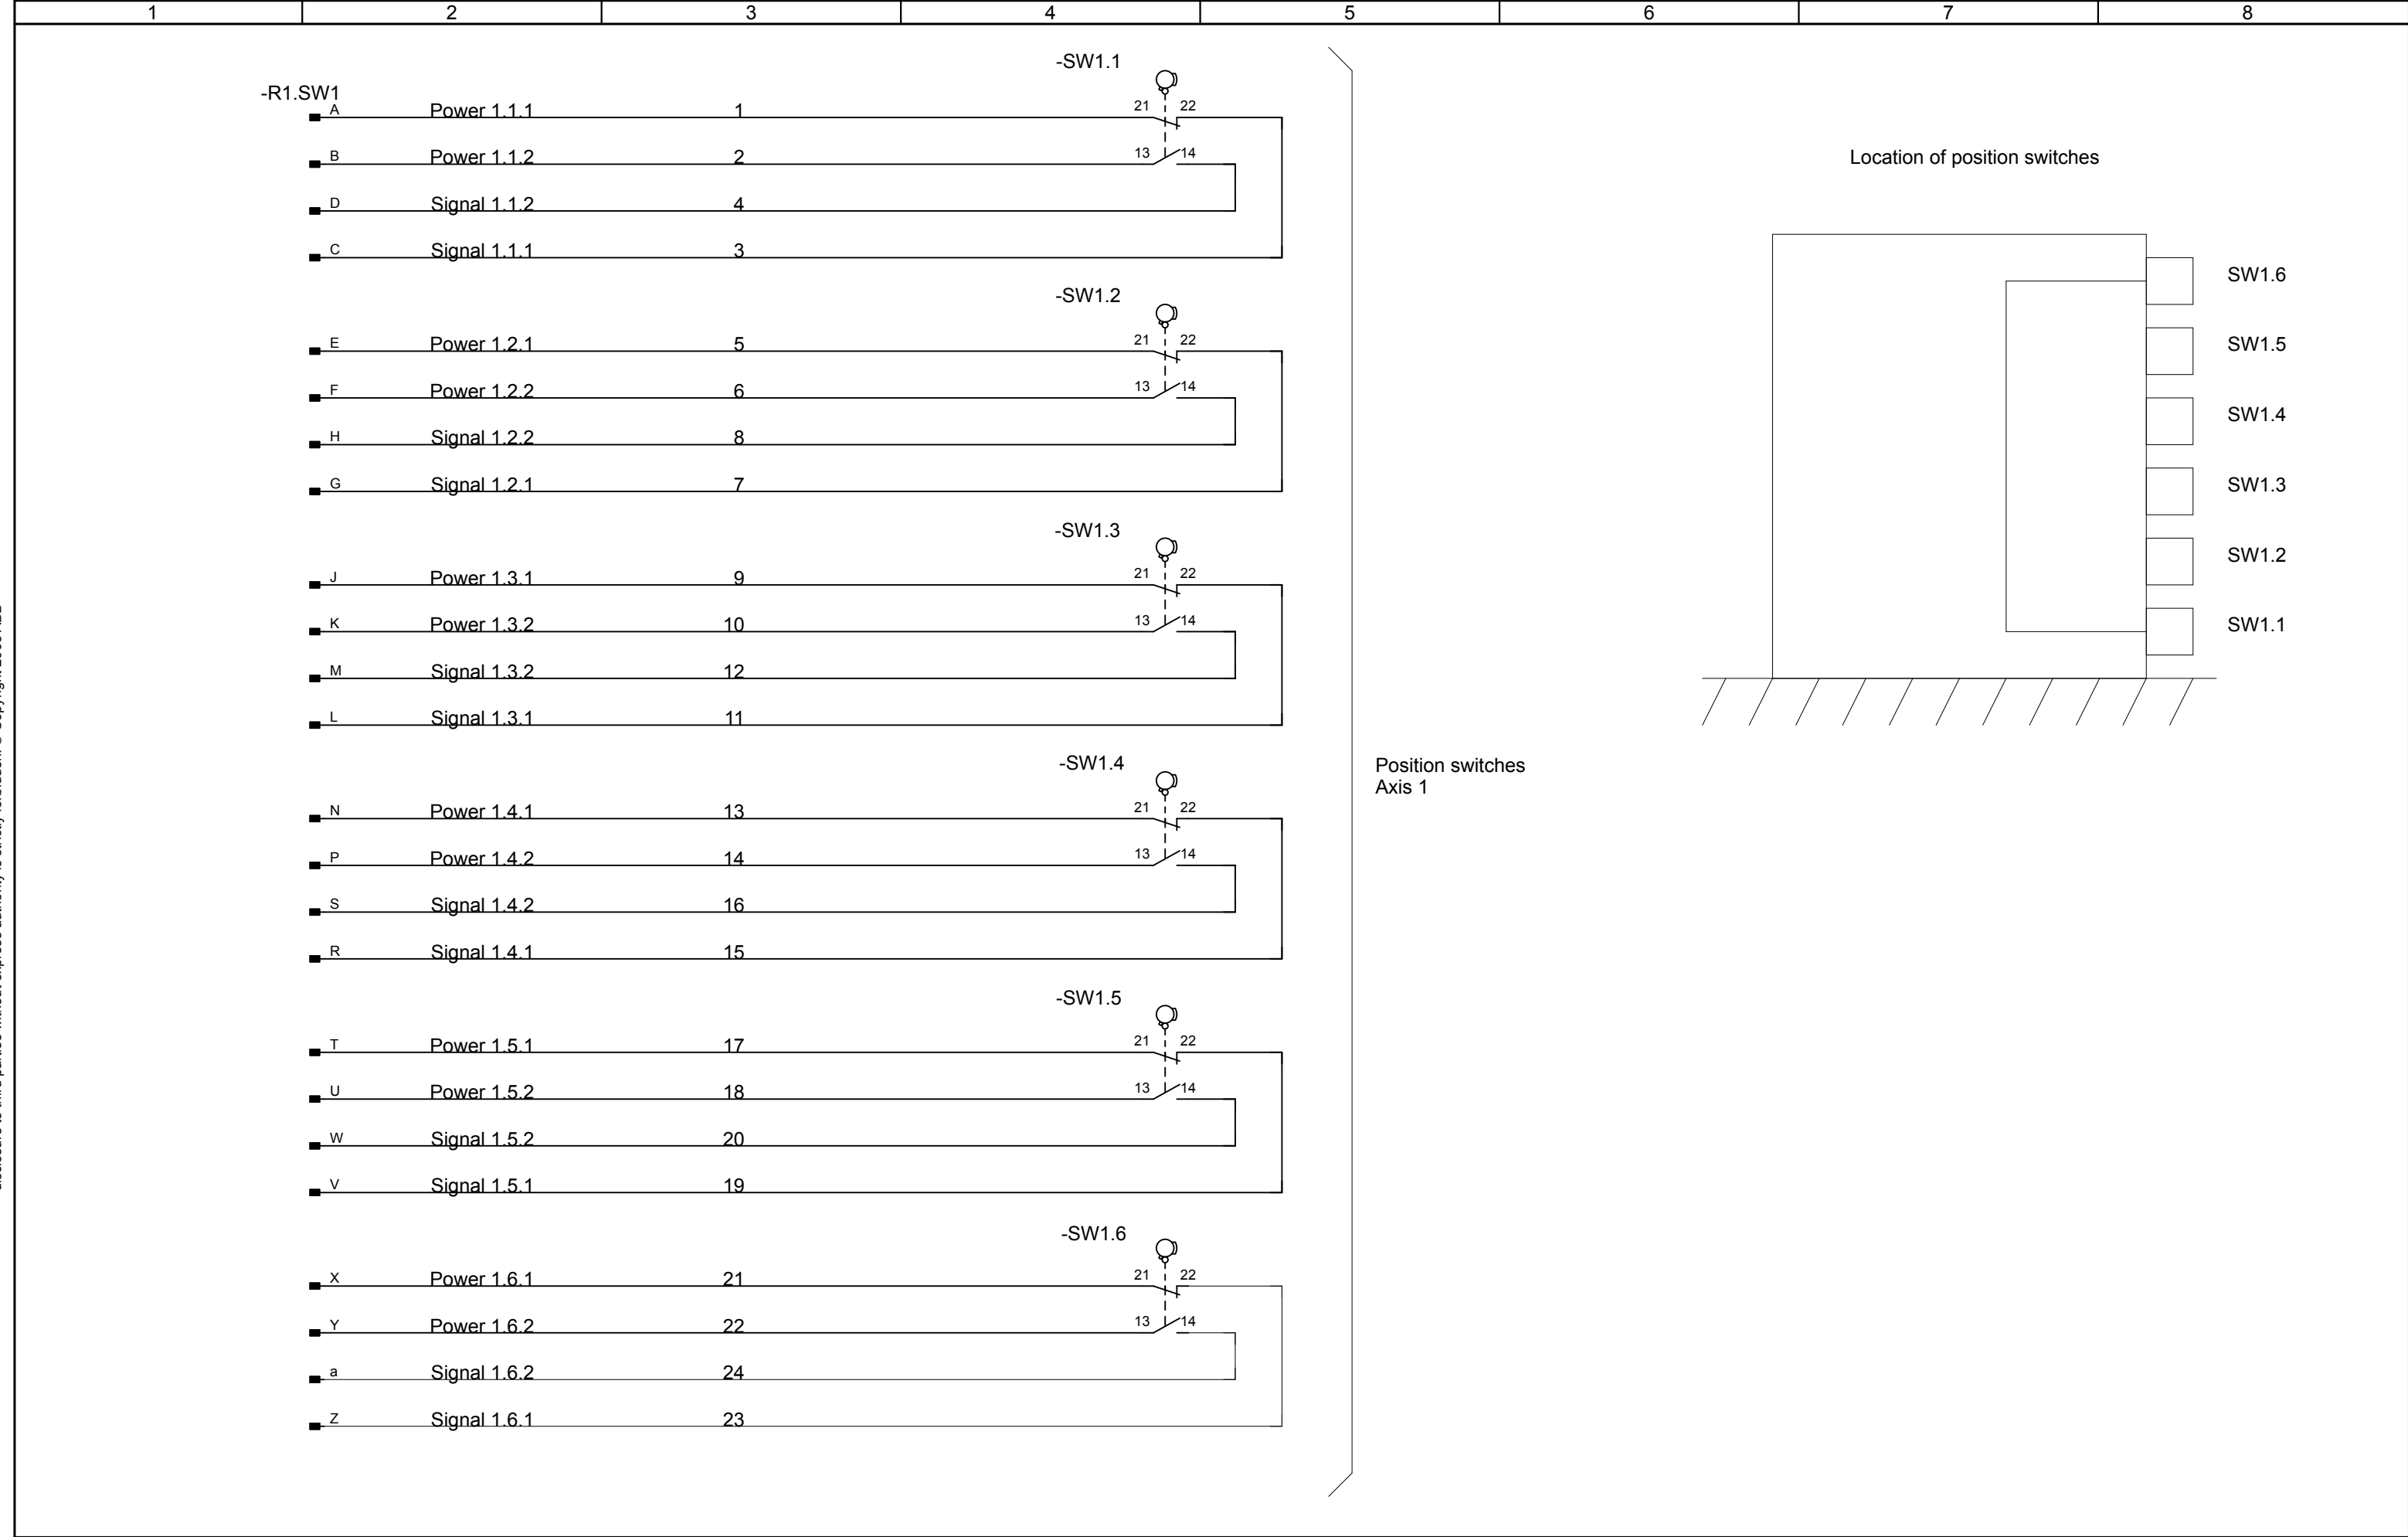 1 2 3 4 5 6 7 8
-R1.SW1
-SW1.1
A Power 1.1.1 1 21 22
B Power 1.1.2 2 13 14
D Signal 1.1.2 4
C Signal 1.1.1 3
-SW1.2
E Power 1.2.1 5 21 22
F Power 1.2.2 6 13 14
H Signal 1.2.2 8
G Signal 1.2.1 7
-SW1.3
J Power 1.3.1 9 21 22
K Power 1.3.2 10 13 14
M Signal 1.3.2 12
L Signal 1.3.1 11
-SW1.4
N Power 1.4.1 13 21 22
P Power 1.4.2 14 13 14
S Signal 1.4.2 16
R Signal 1.4.1 15
-SW1.5
T Power 1.5.1 17 21 22
U Power 1.5.2 18 13 14
W Signal 1.5.2 20
V Signal 1.5.1 19
-SW1.6
X Power 1.6.1 21 21 22
Y Power 1.6.2 22 13 14
a Signal 1.6.2 24
Z Signal 1.6.1 23
Position switches
Axis 1
Location of position switches
SW1.6
SW1.5
SW1.4
SW1.3
SW1.2
SW1.1